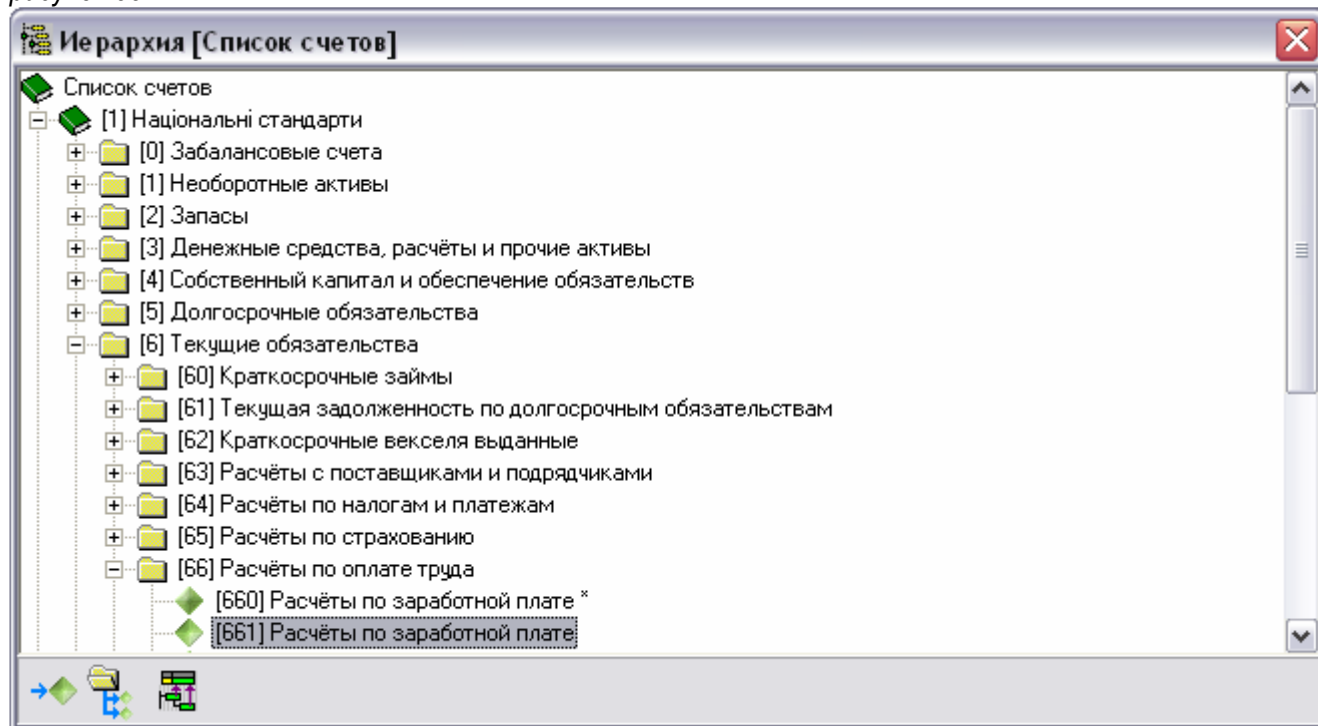 Иерархия [Список счетов]
Список счетов
[1] Національні стандарти
[0] Забалансовые счета
[1] Необоротные активы
[2] Запасы
[3] Денежные средства, расчёты и прочие активы
[4] Собственный капитал и обеспечение обязательств
[5] Долгосрочные обязательства
[6] Текущие обязательства
[60] Краткосрочные займы
[61] Текущая задолженность по долгосрочным обязательствам
[62] Краткосрочные векселя выданные
[63] Расчёты с поставщиками и подрядчиками
[64] Расчёты по налогам и платежам
[65] Расчёты по страхованию
[66] Расчёты по оплате труда
[660] Расчёты по заработной плате *
[661] Расчёты по заработной плате